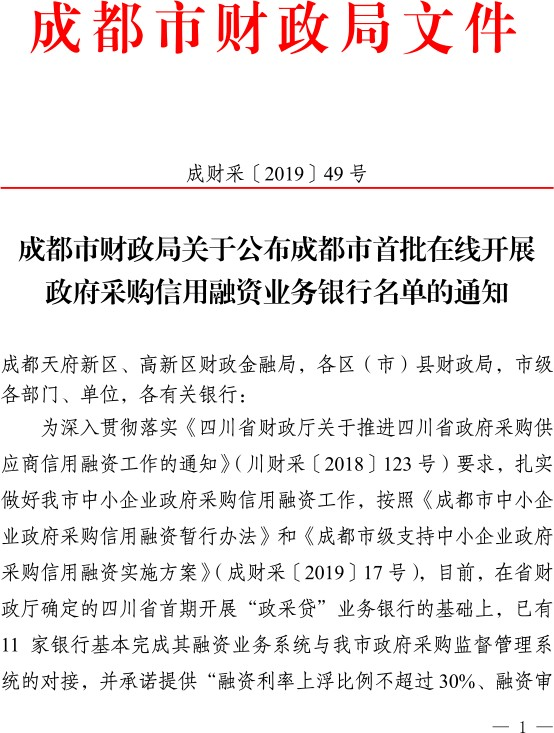 成都市财政局文件
成财采〔2019〕49 号
成都市财政局关于公布成都市首批在线开展
政府采购信用融资业务银行名单的通知
成都天府新区、高新区财政金融局，各区（市）县财政局，市级
各部门、单位，各有关银行：
为深入贯彻落实《四川省财政厅关于推进四川省政府采购供
应商信用融资工作的通知》（川财采〔2018〕123 号）要求，扎实
做好我市中小企业政府采购信用融资工作，按照《成都市中小企
业政府采购信用融资暂行办法》和《成都市级支持中小企业政府
采购信用融资实施方案》（成财采〔2019〕17 号），目前，在省财
政厅确定的四川省首期开展“政采贷”业务银行的基础上，已有
11 家银行基本完成其融资业务系统与我市政府采购监督管理系
统的对接，并承诺提供“融资利率上浮比例不超过 30%、融资审
— 1 —